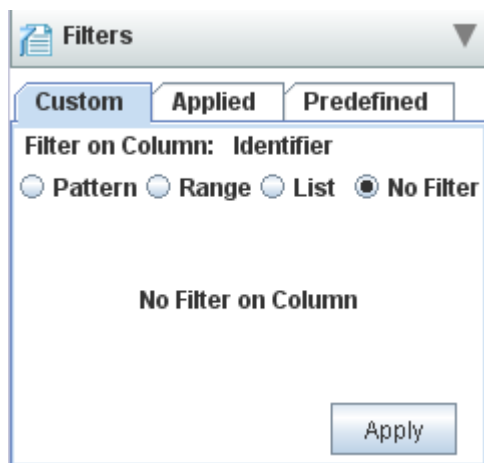 Filters
Custom Applied Predefined
Filter on Column: Identifier
Pattern Range List No Filter
No Filter on Column
Apply